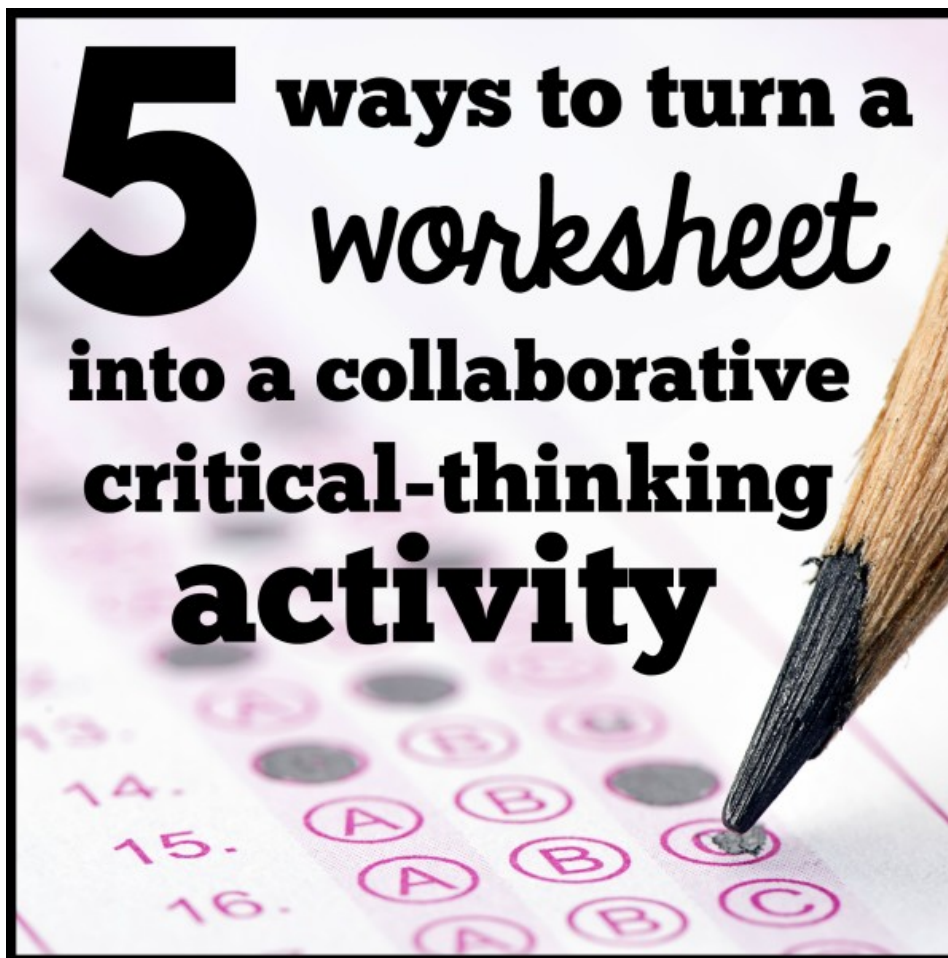 5 ways to turn a
worksheet
into a collaborative
critical-thinking
activity
A
13.
B
14.
A B
15.
A B C
16.
A B